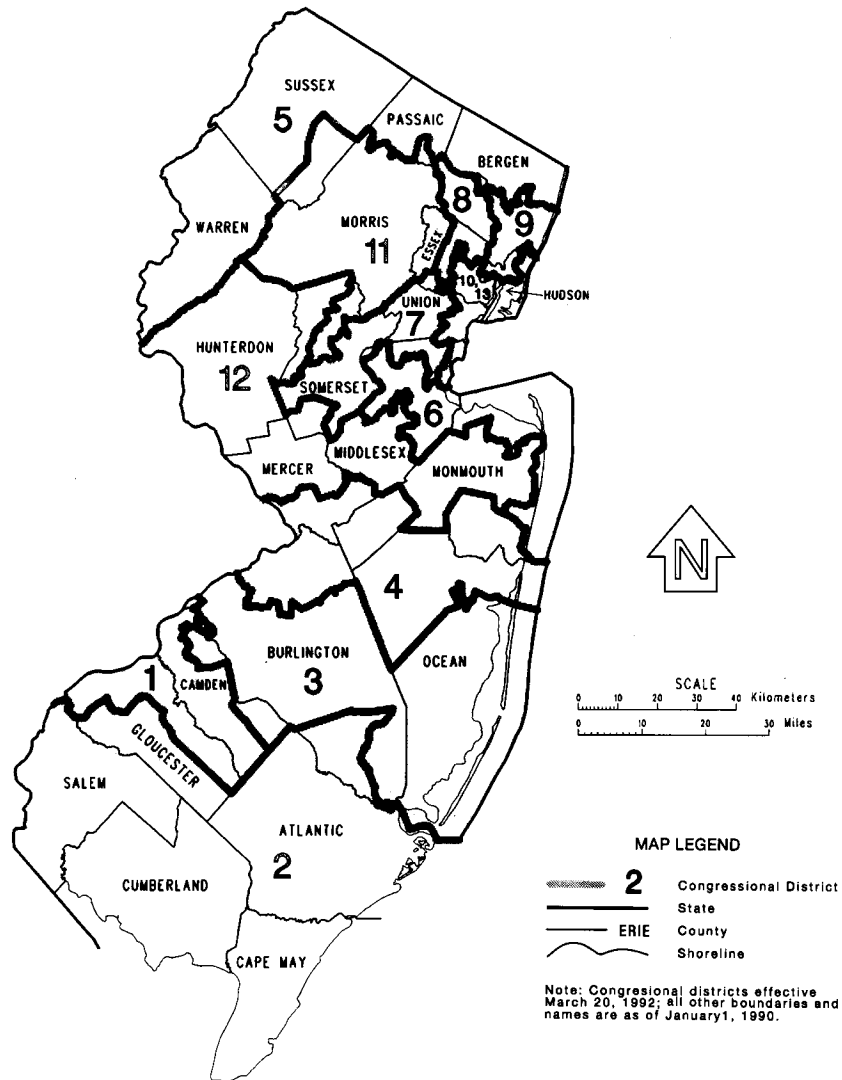 SUSSEX
5
PASSAIC
BERGEN
8
9
WARREN
MORRIS
11
ESSEX
10,
13
HUDSON
UNION
7
HUNTERDON
12
SOMERSET
6
MIDDLESEX
MERCER
MONMOUTH
N
4
BURLINGTON
3
OCEAN
1
CAMDEN
GLOUCESTER
SALEM
ATLANTIC
2
CUMBERLAND
CAPE MAY
SCALE
0 10 20 30 40 Kilometers
0 10 20 30 Miles
MAP LEGEND
2 Congressional District
State
ERIE County
Shoreline
Note: Congresional districts effective
March 20, 1992; all other boundaries and
names are as of January1, 1990.